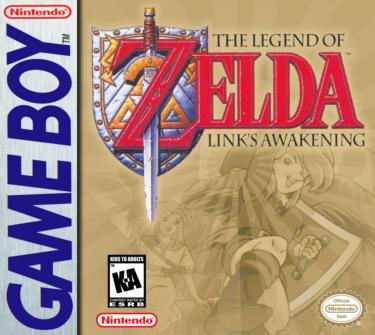 Nintendo
GAME BOY
TM
THE LEGEND OF
ZELDA
LINK'S AWAKENING
KIDS TO ADULTS
K-A
CONTENT RATED BY
ESRB
Nintendo
Official
Nintendo
Seal